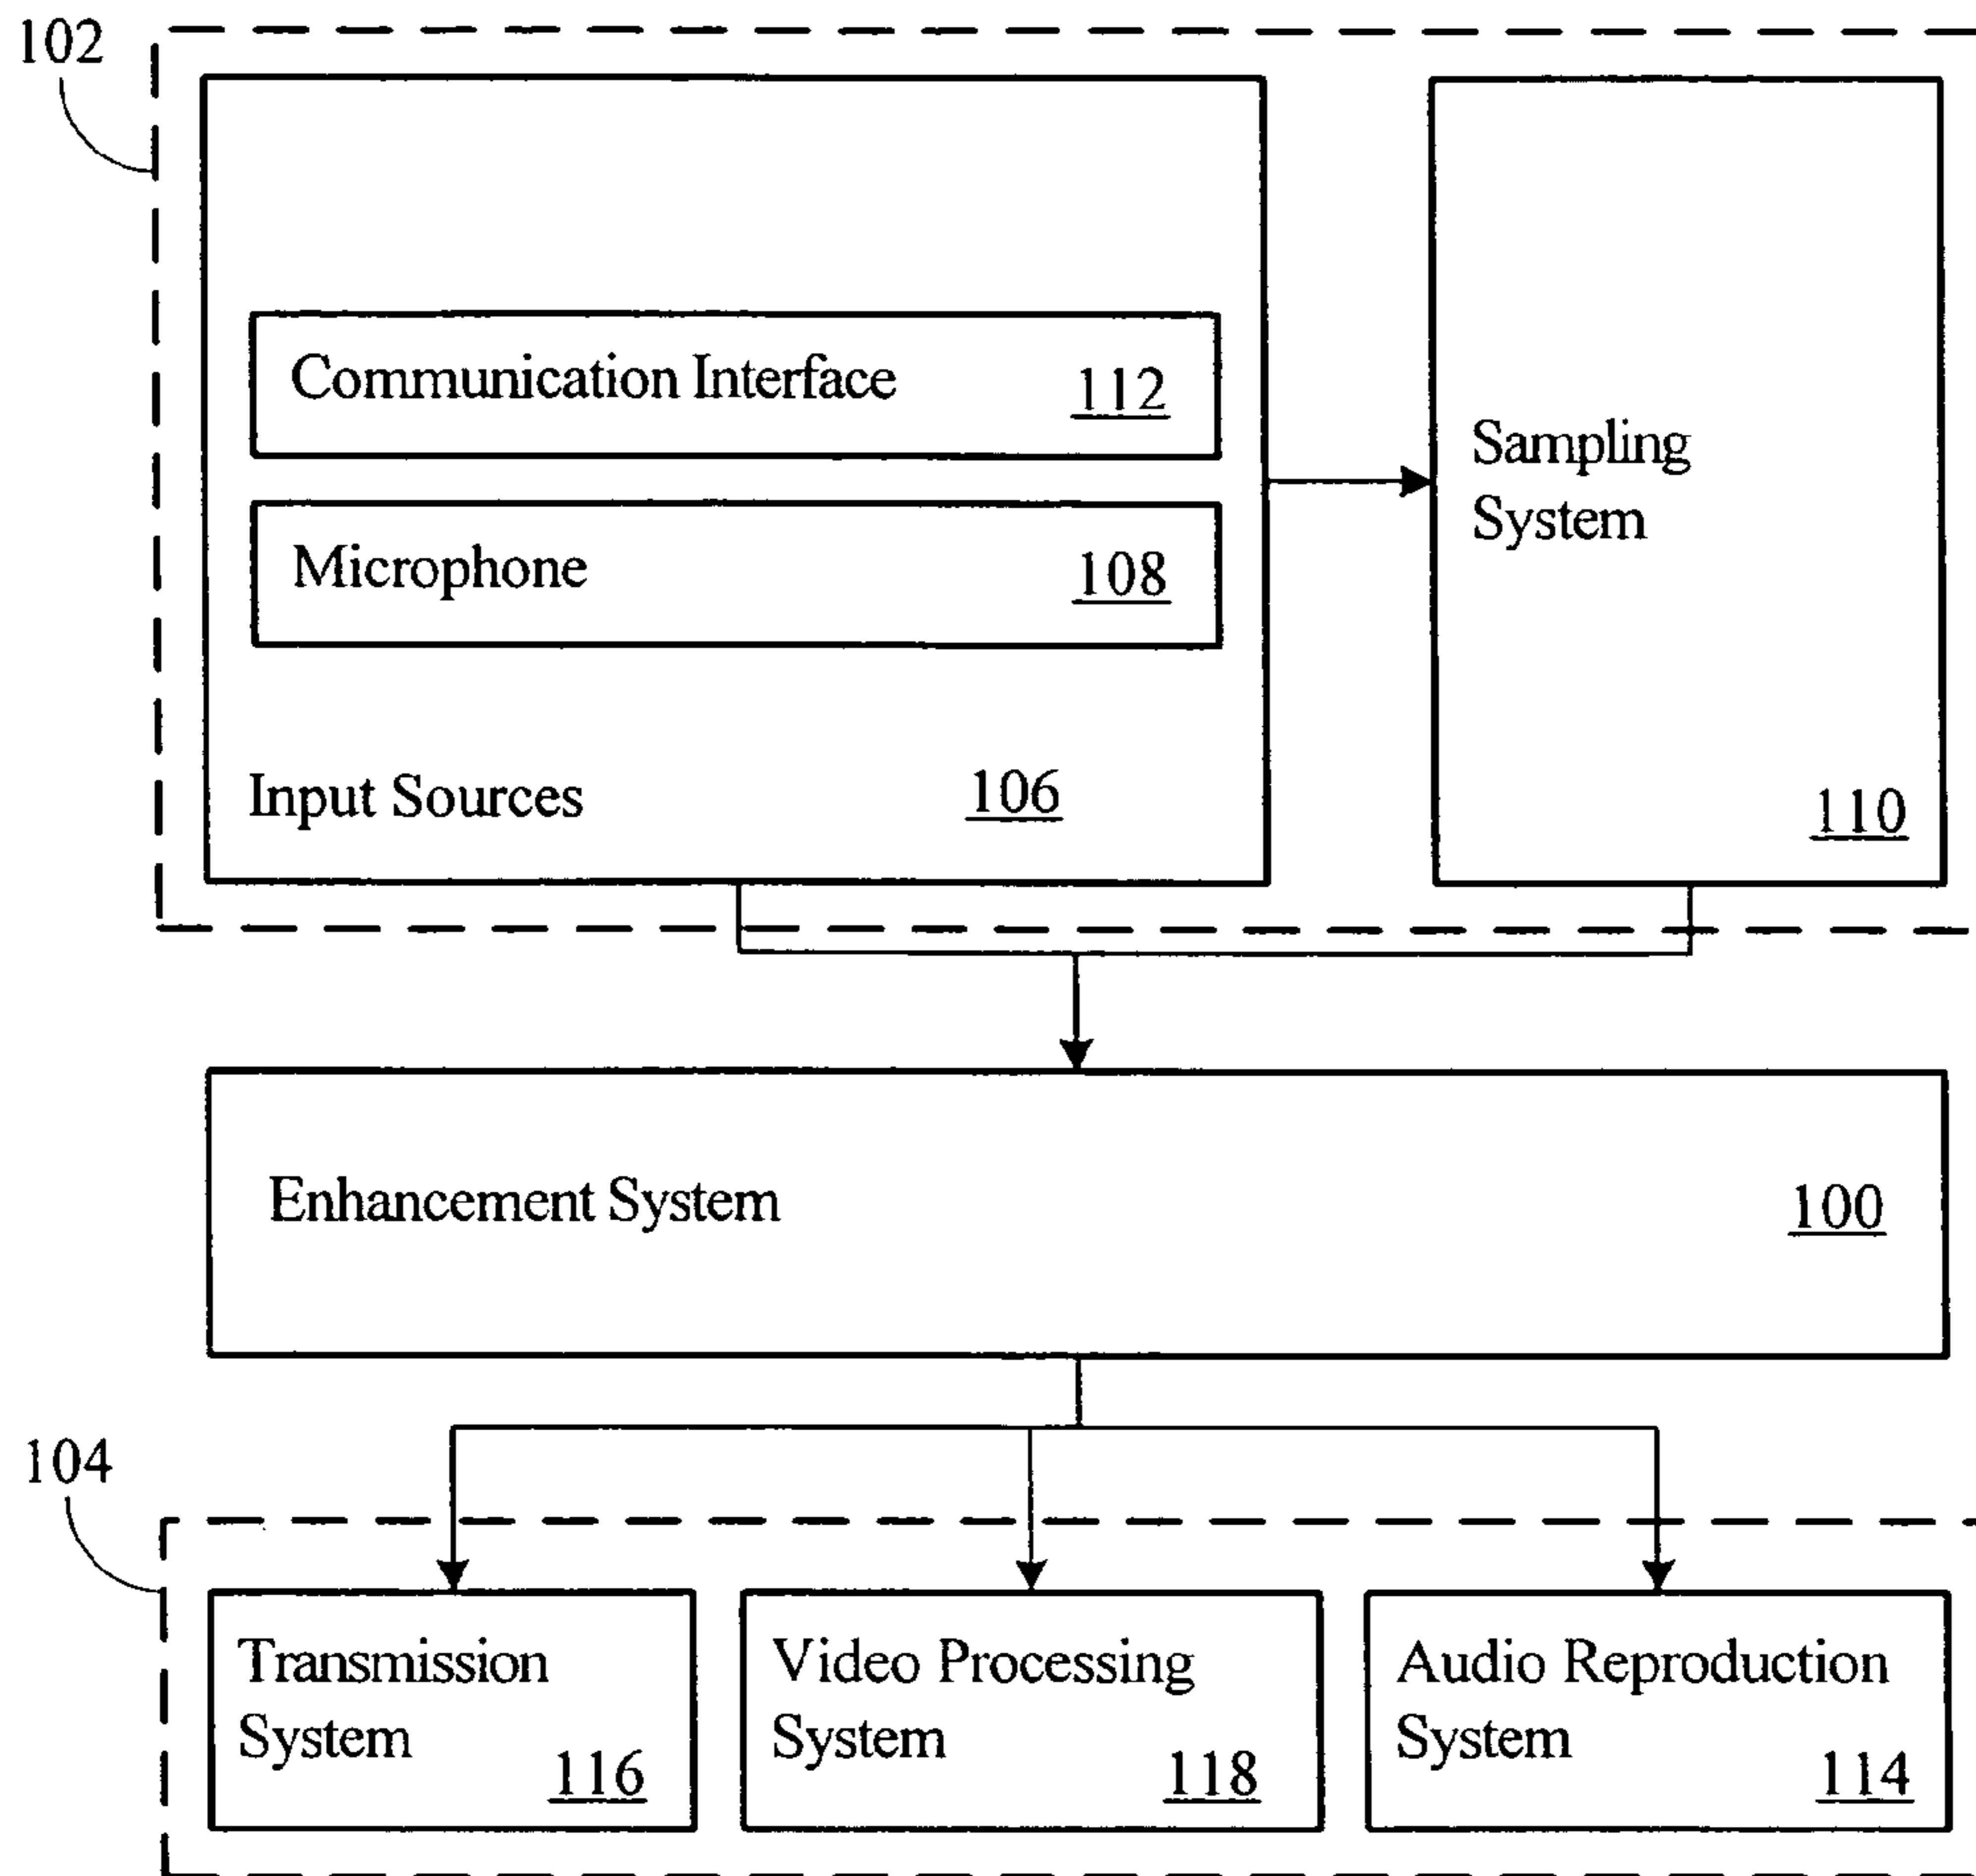 102
Communication Interface 112
Sampling
System
Microphone 108
Input Sources 106
110
Enhancement System 100
104
Transmission
System
116
Video Processing
System
118
Audio Reproduction
System
114